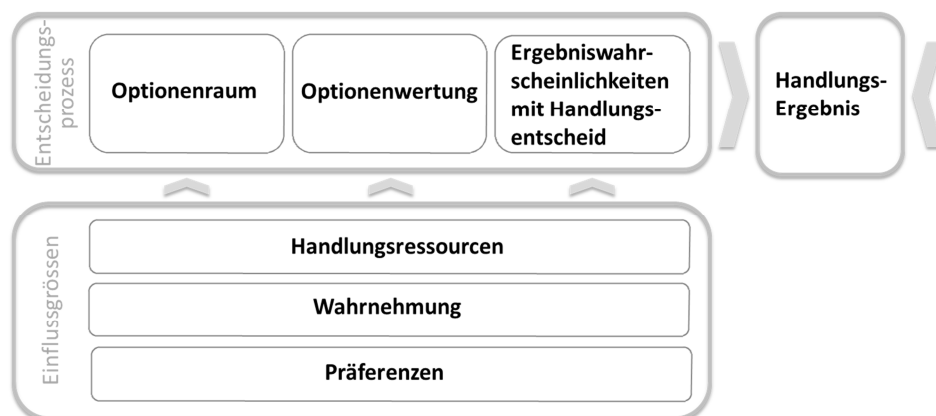 Entscheidungs-
prozess
Optionenraum
Optionenwertung
Ergebniswahr-
scheinlichkeiten
mit Handlungs-
entscheid
Handlungs-
Ergebnis
Einflussgrössen
Handlungsressourcen
Wahrnehmung
Präferenzen